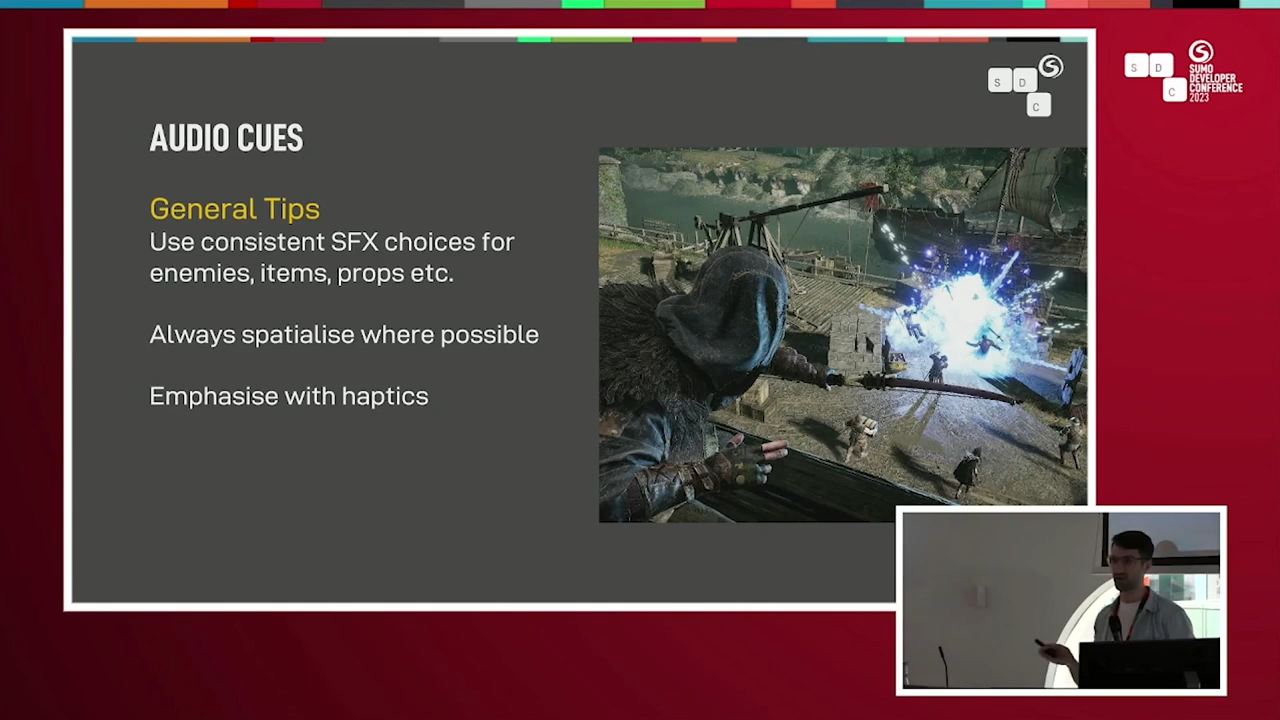 AUDIO CUES
General Tips
Use consistent SFX choices for
enemies, items, props etc.
Always spatialise where possible
Emphasise with haptics
S D
C
S D
C
SUMO
DEVELOPER
CONFERENCE
2023